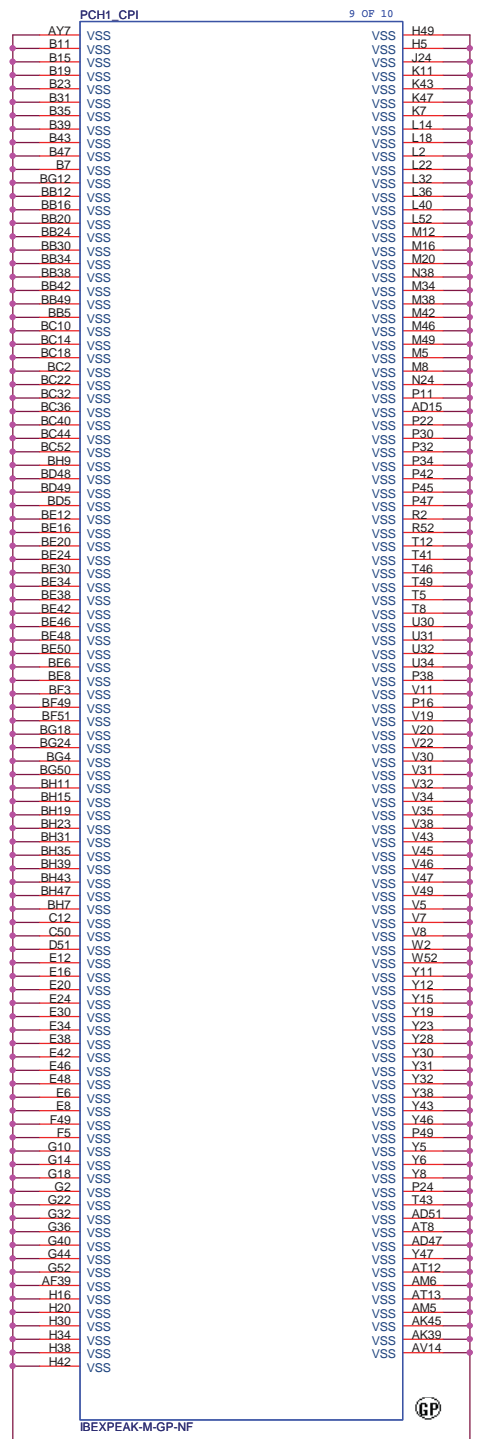 PCH1_CPI 9 OF 10
AY7 VSS VSS H49
B11 VSS VSS H5
B15 VSS VSS J24
B19 VSS VSS K11
B23 VSS VSS K43
B31 VSS VSS K47
B35 VSS VSS K7
B39 VSS VSS L14
B43 VSS VSS L18
B47 VSS VSS L2
B7 VSS VSS L22
BG12 VSS VSS L32
BB12 VSS VSS L36
BB16 VSS VSS L40
BB20 VSS VSS L52
BB24 VSS VSS M12
BB30 VSS VSS M16
BB34 VSS VSS M20
BB38 VSS VSS N38
BB42 VSS VSS M34
BB49 VSS VSS M38
BB5 VSS VSS M42
BC10 VSS VSS M46
BC14 VSS VSS M49
BC18 VSS VSS M5
BC2 VSS VSS M8
BC22 VSS VSS N24
BC32 VSS VSS P11
BC36 VSS VSS AD15
BC40 VSS VSS P22
BC44 VSS VSS P30
BC52 VSS VSS P32
BH9 VSS VSS P34
BD48 VSS VSS P42
BD49 VSS VSS P45
BD5 VSS VSS P47
BE12 VSS VSS R2
BE16 VSS VSS R52
BE20 VSS VSS T12
BE24 VSS VSS T41
BE30 VSS VSS T46
BE34 VSS VSS T49
BE38 VSS VSS T5
BE42 VSS VSS T8
BE46 VSS VSS U30
BE48 VSS VSS U31
BE50 VSS VSS U32
BE6 VSS VSS U34
BE8 VSS VSS P38
BF3 VSS VSS V11
BF49 VSS VSS P16
BF51 VSS VSS V19
BG18 VSS VSS V20
BG24 VSS VSS V22
BG4 VSS VSS V30
BG50 VSS VSS V31
BH11 VSS VSS V32
BH15 VSS VSS V34
BH19 VSS VSS V35
BH23 VSS VSS V38
BH31 VSS VSS V43
BH35 VSS VSS V45
BH39 VSS VSS V46
BH43 VSS VSS V47
BH47 VSS VSS V49
BH7 VSS VSS V5
C12 VSS VSS V7
C50 VSS VSS V8
D51 VSS VSS W2
E12 VSS VSS W52
E16 VSS VSS Y11
E20 VSS VSS Y12
E24 VSS VSS Y15
E30 VSS VSS Y19
E34 VSS VSS Y23
E38 VSS VSS Y28
E42 VSS VSS Y30
E46 VSS VSS Y31
E48 VSS VSS Y32
E6 VSS VSS Y38
E8 VSS VSS Y43
F49 VSS VSS Y46
F5 VSS VSS P49
G10 VSS VSS Y5
G14 VSS VSS Y6
G18 VSS VSS Y8
G2 VSS VSS P24
G22 VSS VSS T43
G32 VSS VSS AD51
G36 VSS VSS AT8
G40 VSS VSS AD47
G44 VSS VSS Y47
G52 VSS VSS AT12
AF39 VSS VSS AM6
H16 VSS VSS AT13
H20 VSS VSS AM5
H30 VSS VSS AK45
H34 VSS VSS AK39
H38 VSS VSS AV14
H42 VSS
GP
IBEXPEAK-M-GP-NF